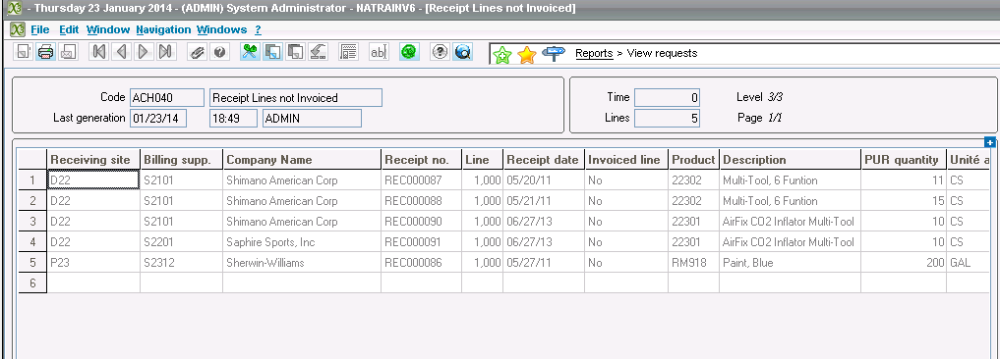 - Thursday 23 January 2014 - (ADMIN) System Administrator - NATRAINV6 - [Receipt Lines not Invoiced]
File Edit Window Navigation Windows ?
Reports > View requests
Code ACH040 Receipt Lines not Invoiced Time 0 Level 3/3
Last generation 01/23/14 18:49 ADMIN Lines 5 Page 1/1
Receiving site Billing supp. Company Name Receipt no. Line Receipt date Invoiced line Product Description PUR quantity Unité a
1 D22 S2101 Shimano American Corp REC000087 1,000 05/20/11 No 22302 Multi-Tool, 6 Funtion 11 CS
2 D22 S2101 Shimano American Corp REC000088 1,000 05/21/11 No 22302 Multi-Tool, 6 Funtion 15 CS
3 D22 S2101 Shimano American Corp REC000090 1,000 06/27/13 No 22301 AirFix CO2 Inflator Multi-Tool 10 CS
4 D22 S2201 Saphire Sports, Inc REC000091 1,000 06/27/13 No 22301 AirFix CO2 Inflator Multi-Tool 10 CS
5 P23 S2312 Sherwin-Williams REC000086 1,000 05/27/11 No RM918 Paint, Blue 200 GAL
6